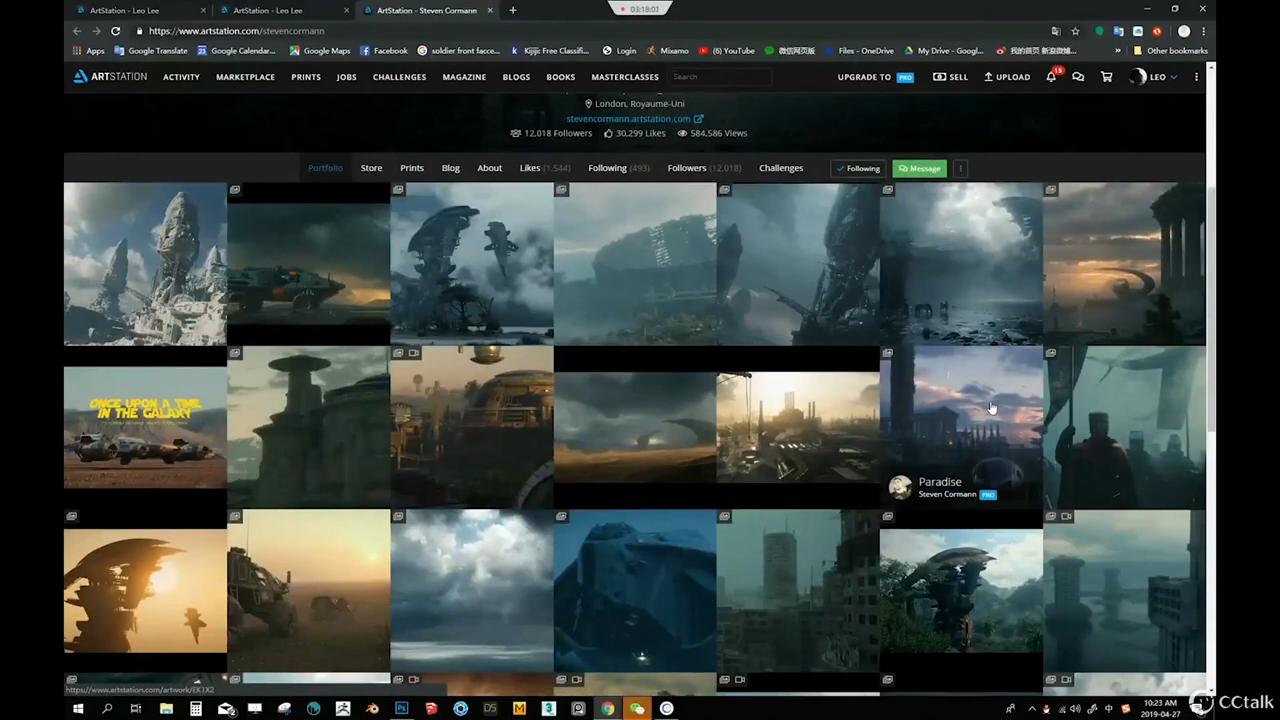 ArtStation - Leo Lee
ArtStation - Leo Lee
ArtStation - Steven Cormann
03:18:01
https://www.artstation.com/stevencormann
Apps
Google Translate
Google Calendar...
Google Maps
Facebook
soldier front facce...
Kijiji: Free Classifi...
Login
Mixamo
(6) YouTube
微信网页版
Files - OneDrive
My Drive - Googl...
Other bookmarks
ARTSTATION
ACTIVITY
MARKETPLACE
PRINTS
JOBS
CHALLENGES
MAGAZINE
BLOGS
BOOKS
MASTERCLASSES
Search
UPGRADE TO PRO
SELL
UPLOAD
15
LEO
London, Royaume-Uni
stevencormann.artstation.com
12,018 Followers 30,299 Likes 584,586 Views
Portfolio Store Prints Blog About Likes (1,544) Following (493) Followers (12,018) Challenges
Following
Message
ONCE UPON A TIME
IN THE GALAXY
Paradise
Steven Cormann PRO
https://www.artstation.com/artwork/EK1X2
10:23 AM
2019-04-27
CCtalk